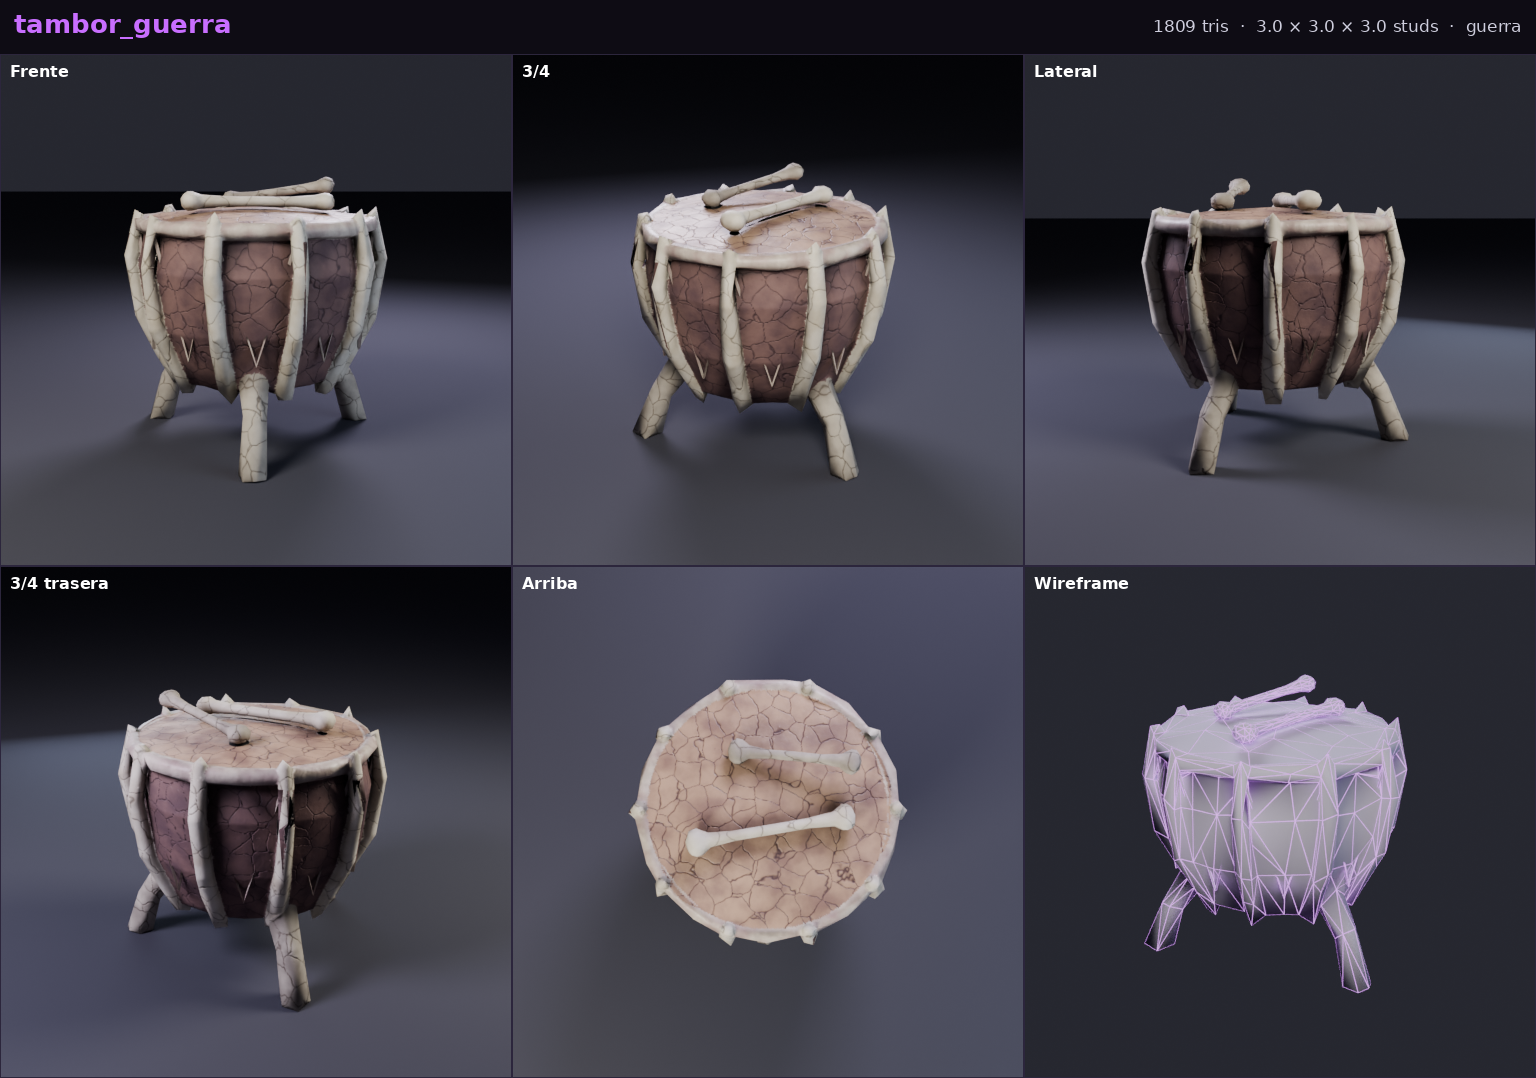 tambor_guerra
1809 tris · 3.0 × 3.0 × 3.0 studs · guerra
Frente
3/4
Lateral
3/4 trasera
Arriba
Wireframe